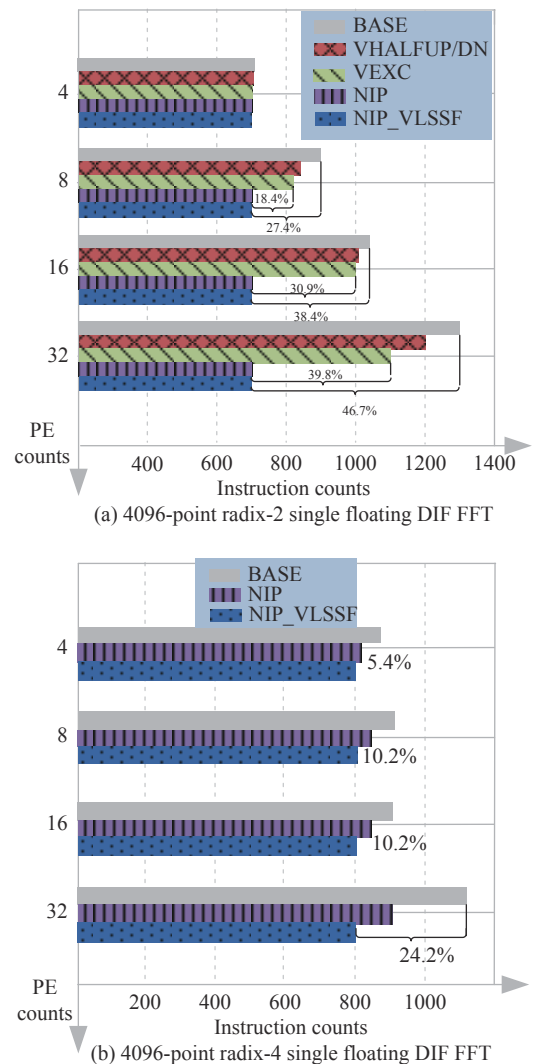 BASE
VHALFUP/DN
VEXC
NIP
NIP_VLSSF
4
8
18.4%
27.4%
16
30.9%
38.4%
32
39.8%
46.7%
PE
counts
400 600 800 1000 1200 1400
Instruction counts
(a) 4096-point radix-2 single floating DIF FFT
BASE
NIP
NIP_VLSSF
4
5.4%
8
10.2%
16
10.2%
32
24.2%
PE
counts
200 400 600 800 1000
Instruction counts
(b) 4096-point radix-4 single floating DIF FFT